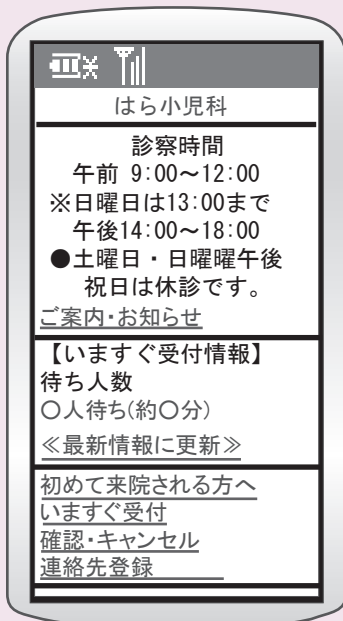 はら小児科
診察時間
午前 9:00～12:00
※日曜日は13:00まで
午後14:00～18:00
●土曜日・日曜曜午後
祝日は休診です。
ご案内・お知らせ
【いますぐ受付情報】
待ち人数
〇人待ち(約〇分)
≪最新情報に更新≫
初めて来院される方へ
いますぐ受付
確認・キャンセル
連絡先登録